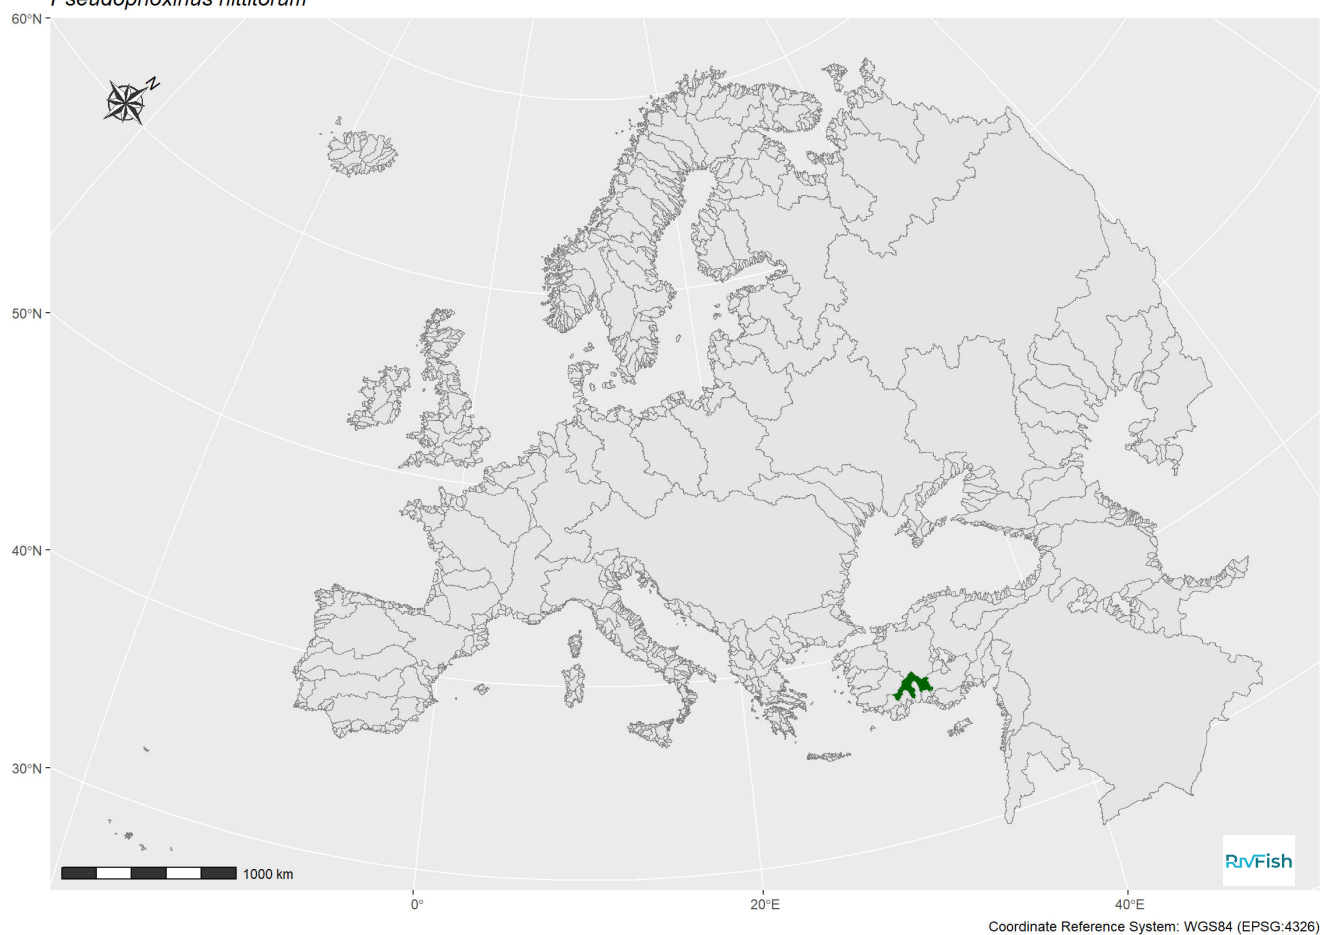 Pseudophoxinus hittitorum
60°N
N
50°N
40°N
30°N
1000 km
RIVFish
0°
20°E
40°E
Coordinate Reference System: WGS84 (EPSG:4326)